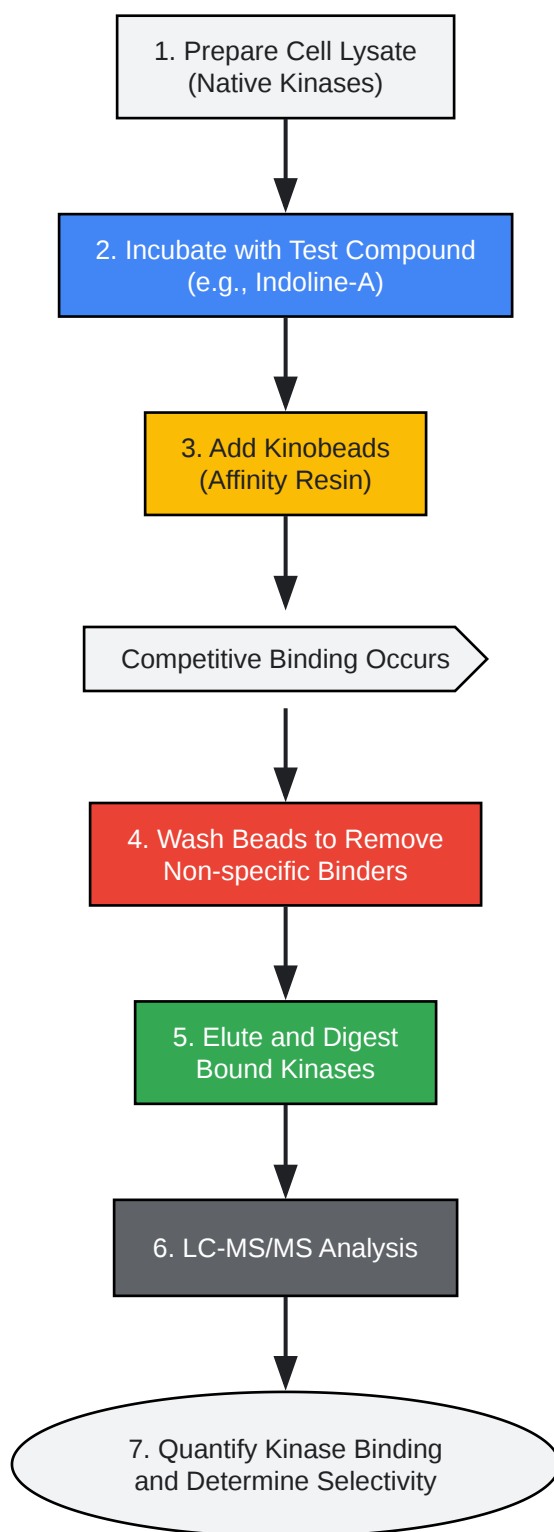 1. Prepare Cell Lysate
(Native Kinases)
2. Incubate with Test Compound
(e.g., Indoline-A)
3. Add Kinobeads
(Affinity Resin)
Competitive Binding Occurs
4. Wash Beads to Remove
Non-specific Binders
5. Elute and Digest
Bound Kinases
6. LC-MS/MS Analysis
7. Quantify Kinase Binding
and Determine Selectivity